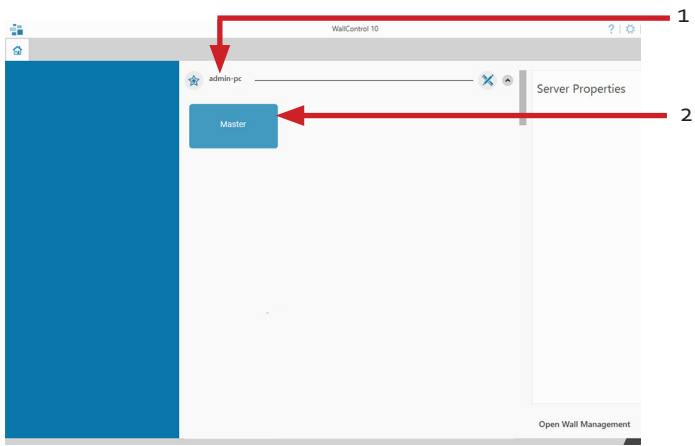 1
WallControl 10
?
admin-pc
Server Properties
Master
2
Open Wall Management